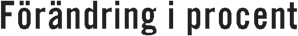 Förändring i procent